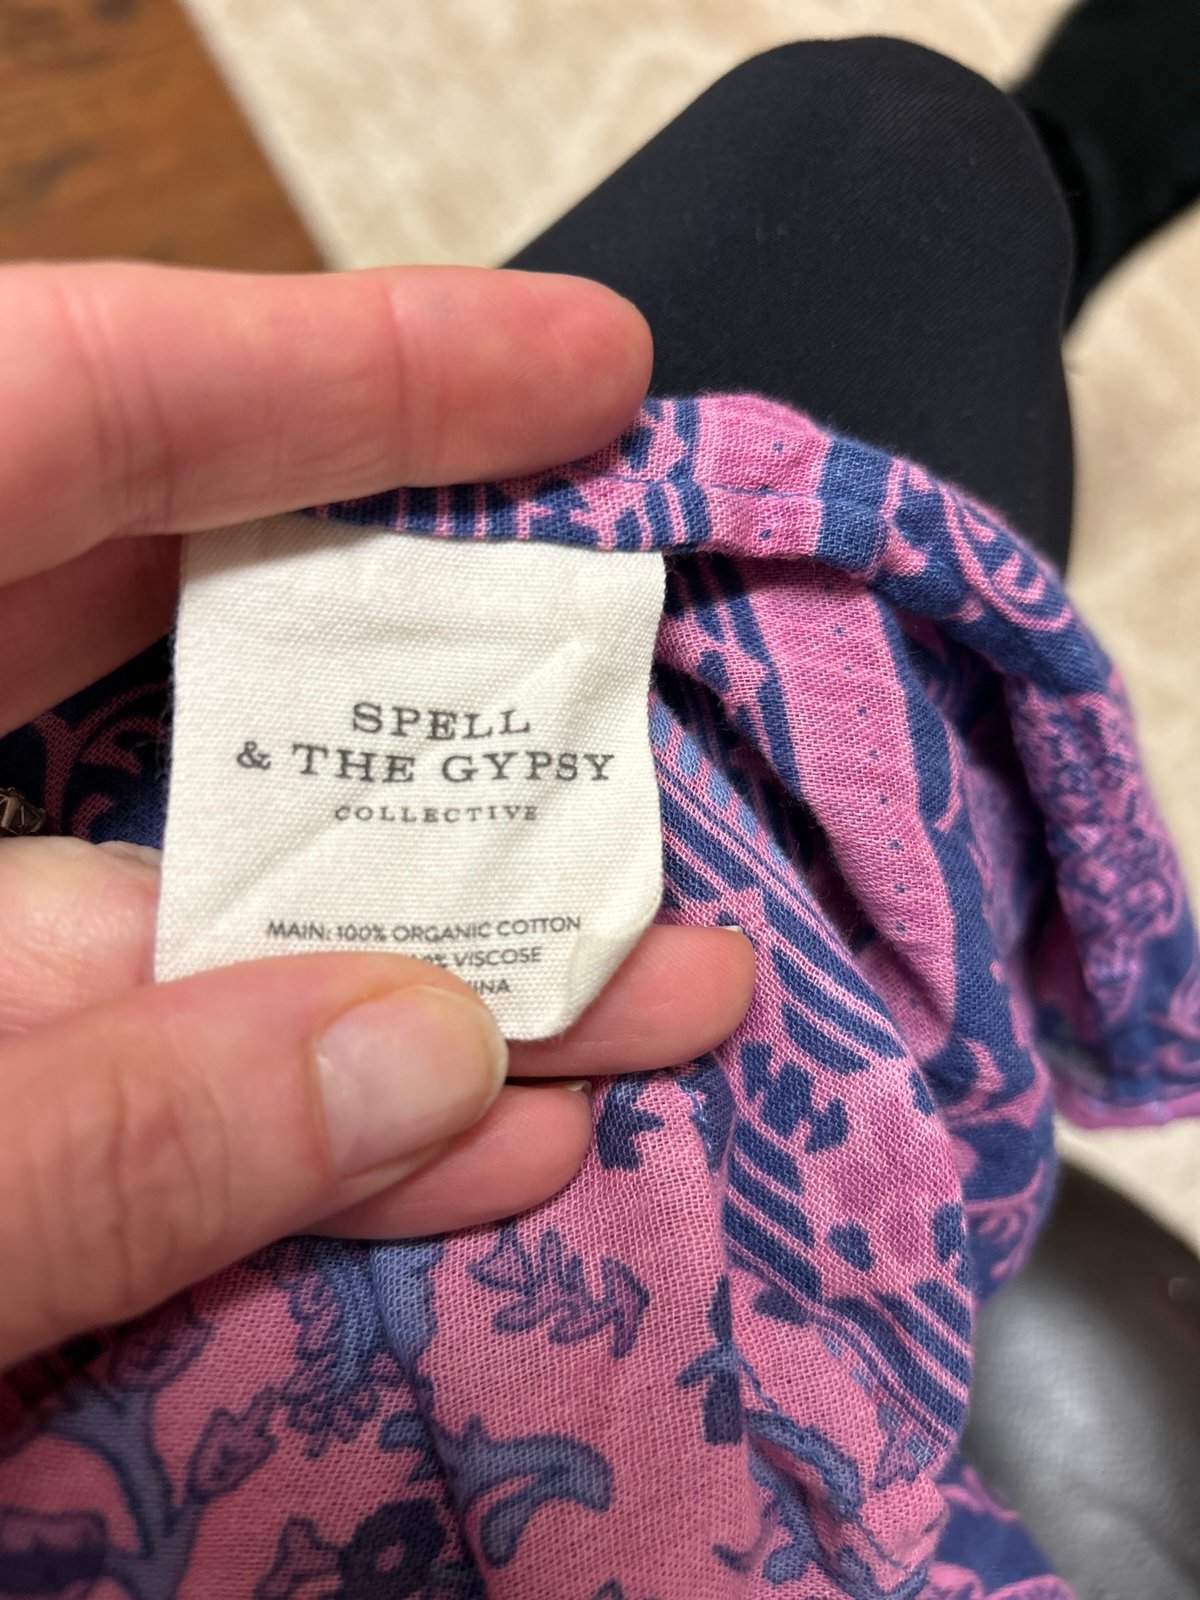 SPELL
& THE GYPSY
COLLECTIVE
MAIN: 100% ORGANIC COTTON
VISCOSE